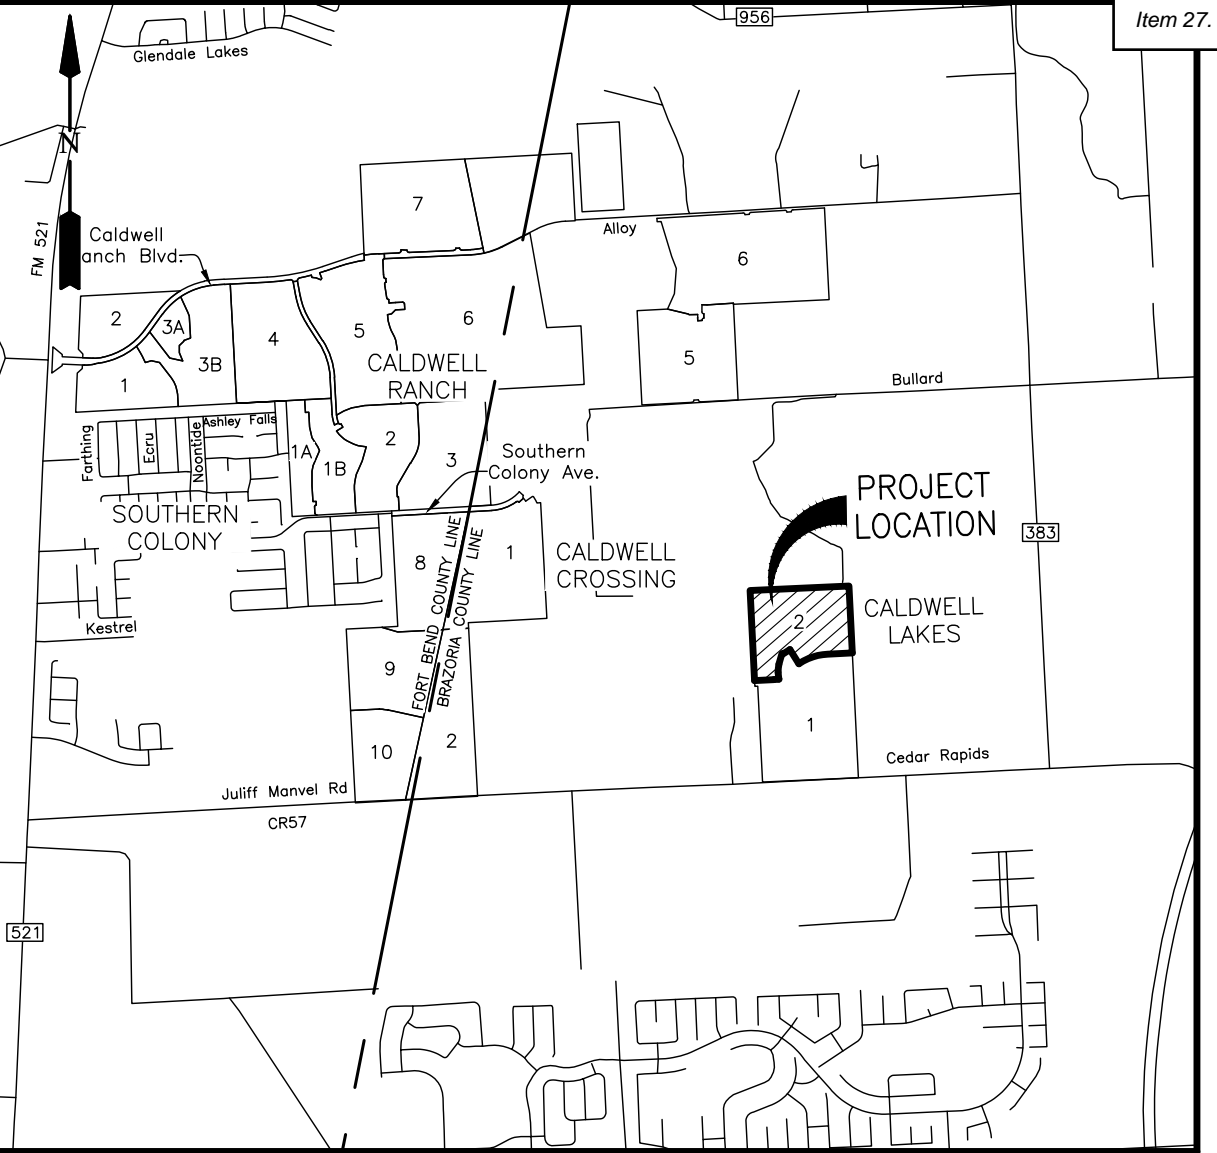 Item 27.
956
Glendale Lakes
N
FM 521
Caldwell
anch Blvd.
7
Alloy
6
2
3A
3B
4
5
6
1
5
CALDWELL
RANCH
Bullard
Farthing
Ecru
Noontide
Ashley Falls
1A
1B
2
3
Southern
Colony Ave.
SOUTHERN
COLONY
PROJECT
LOCATION
383
8
FORT BEND COUNTY LINE
BRAZORIA COUNTY LINE
1
CALDWELL
CROSSING
2
CALDWELL
LAKES
Kestrel
9
10
2
1
Cedar Rapids
Juliff Manvel Rd
CR57
521